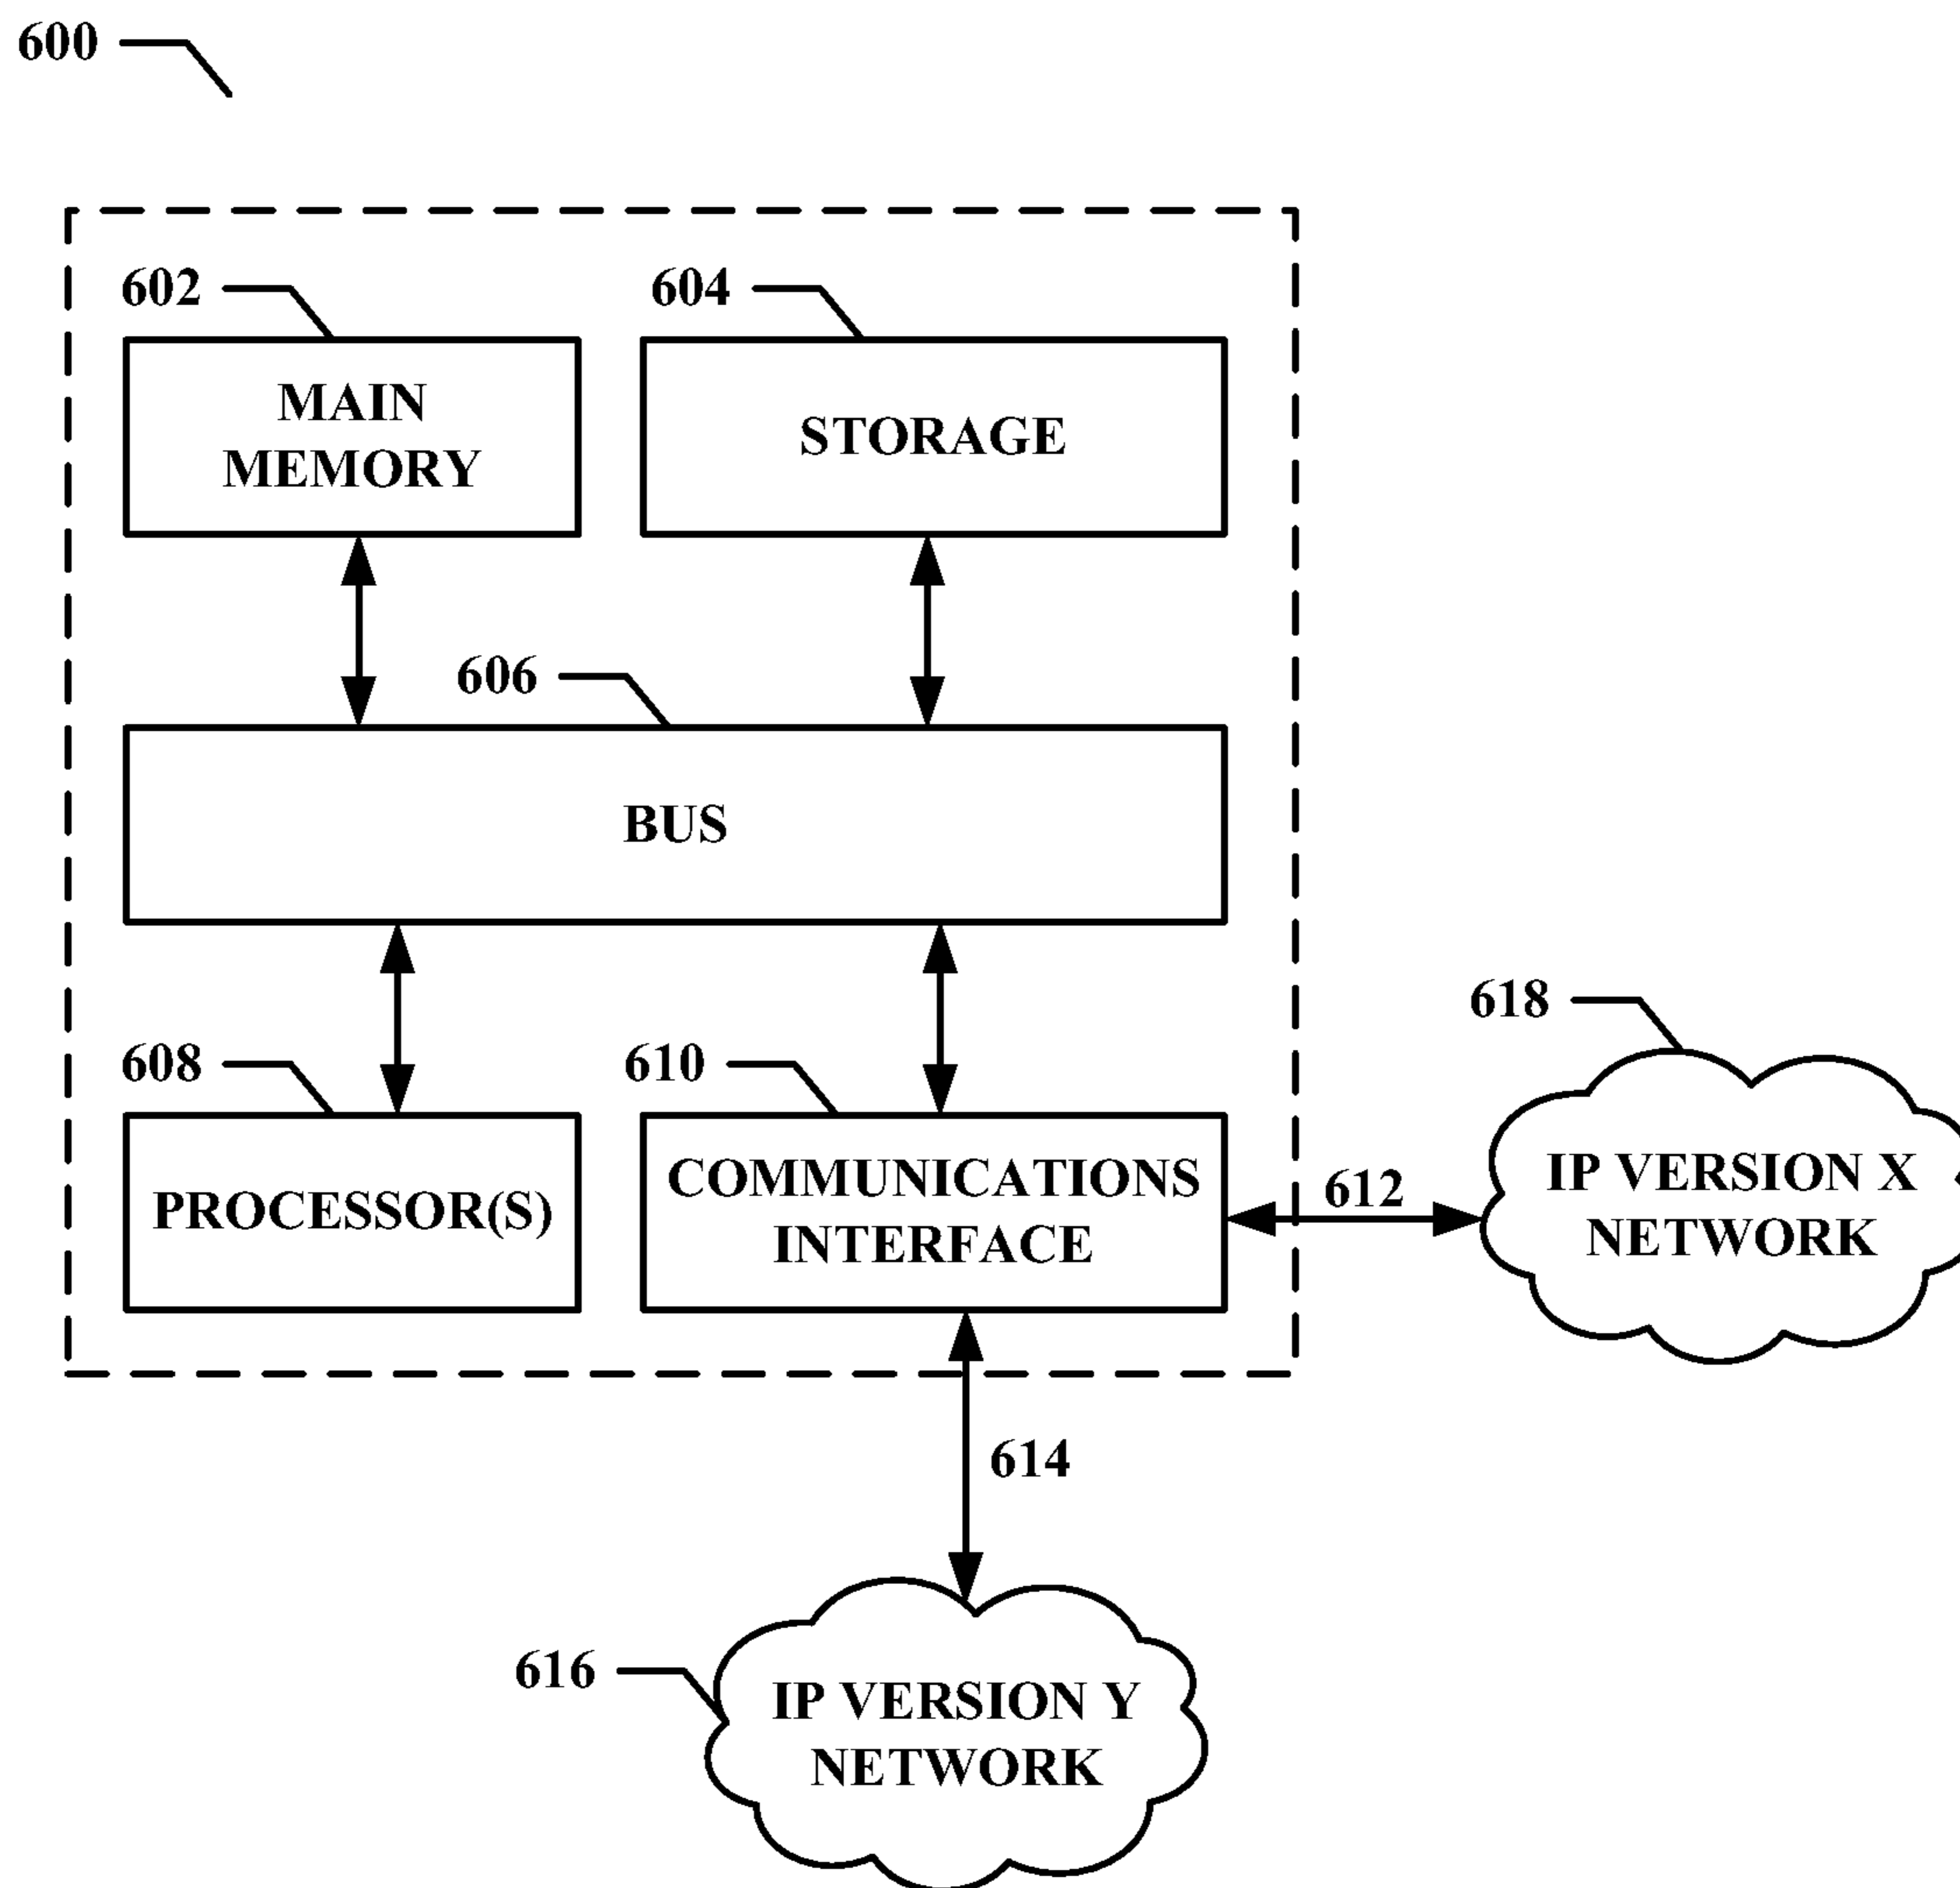 600
602
604
MAIN
MEMORY
STORAGE
606
BUS
608
610
618
PROCESSOR(S)
COMMUNICATIONS
INTERFACE
612
IP VERSION X
NETWORK
614
616
IP VERSION Y
NETWORK